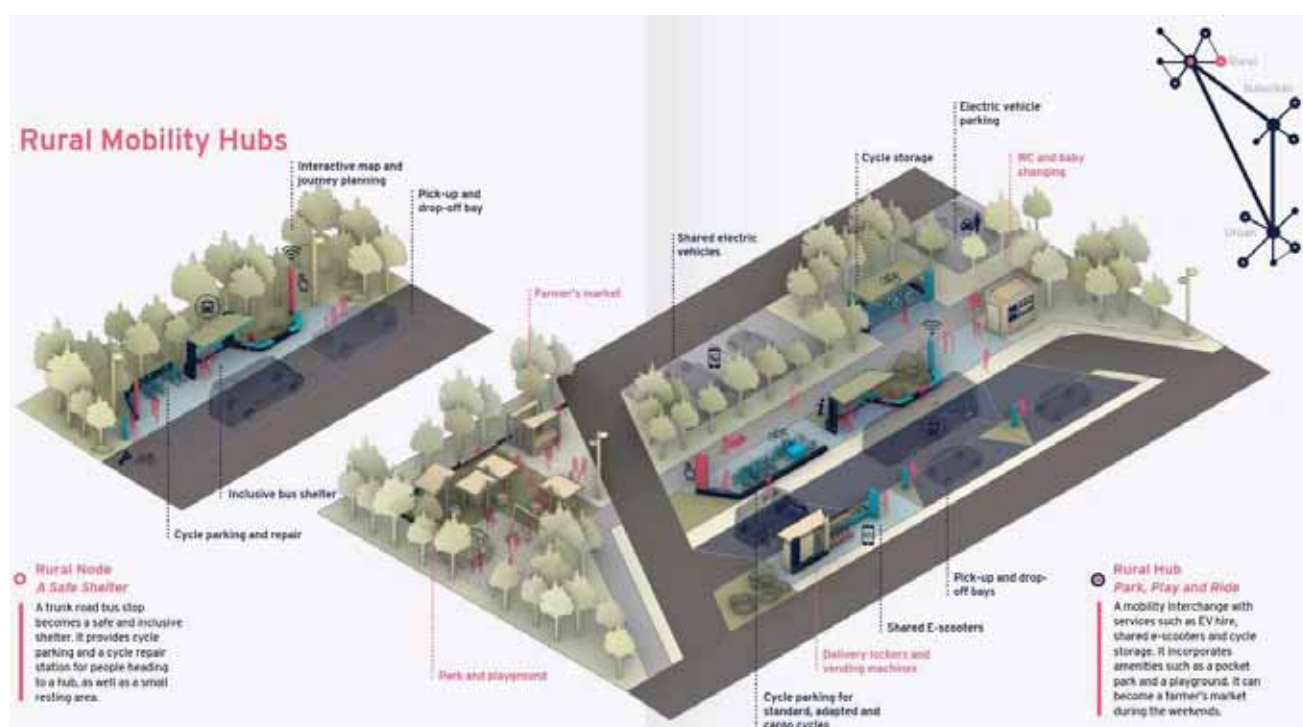 Rural Mobility Hubs
Interactive map and
journey planning
Pick-up and
drop-off bay
Inclusive bus shelter
Cycle parking and repair
Rural Node
A Safe Shelter
A trunk road bus stop
becomes a safe and inclusive
shelter. It provides cycle
parking and a cycle repair
station for people heading
to a hub, as well as a small
resting area.
Farmer's market
Park and playground
Shared electric
vehicles
Cycle storage
Electric vehicle
parking
WC and baby
changing
Pick-up and drop-
off bays
Shared E-scooters
Delivery lockers and
vending machines
Cycle parking for
standard, adapted and
cargo cycles
Rural
Suburban
Urban
Rural Hub
Park, Play and Ride
A mobility interchange with
services such as EV hire,
shared e-scooters and cycle
storage. It incorporates
amenities such as a pocket
park and a playground. It can
become a farmer's market
during the weekends.